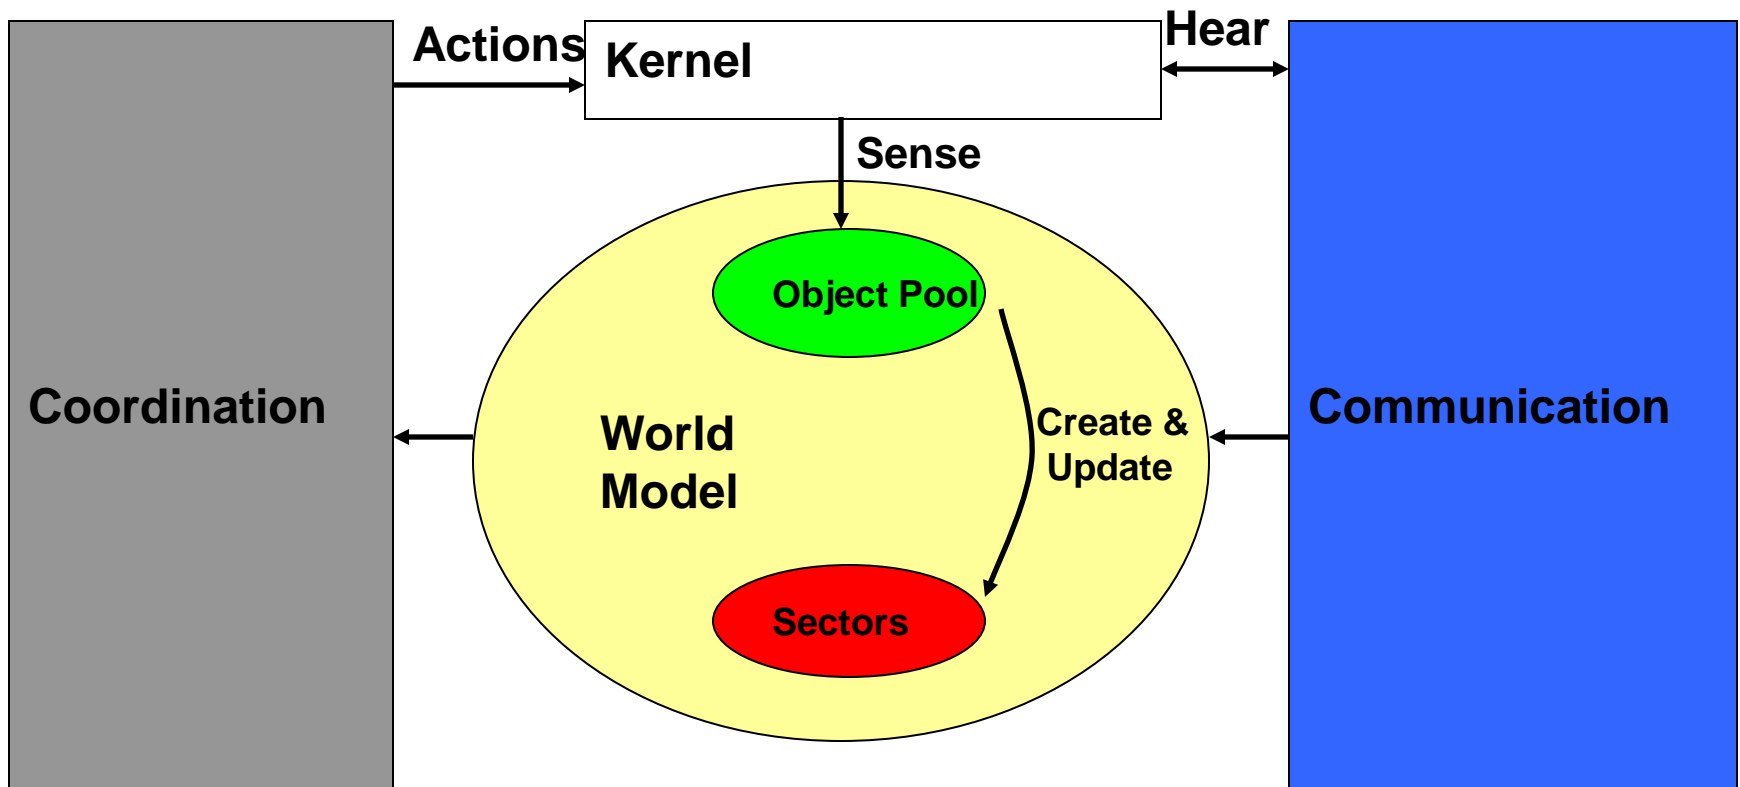 Actions
Kernel
Hear
Sense
Object Pool
Coordination
World
Model
Create &
Update
Communication
Sectors